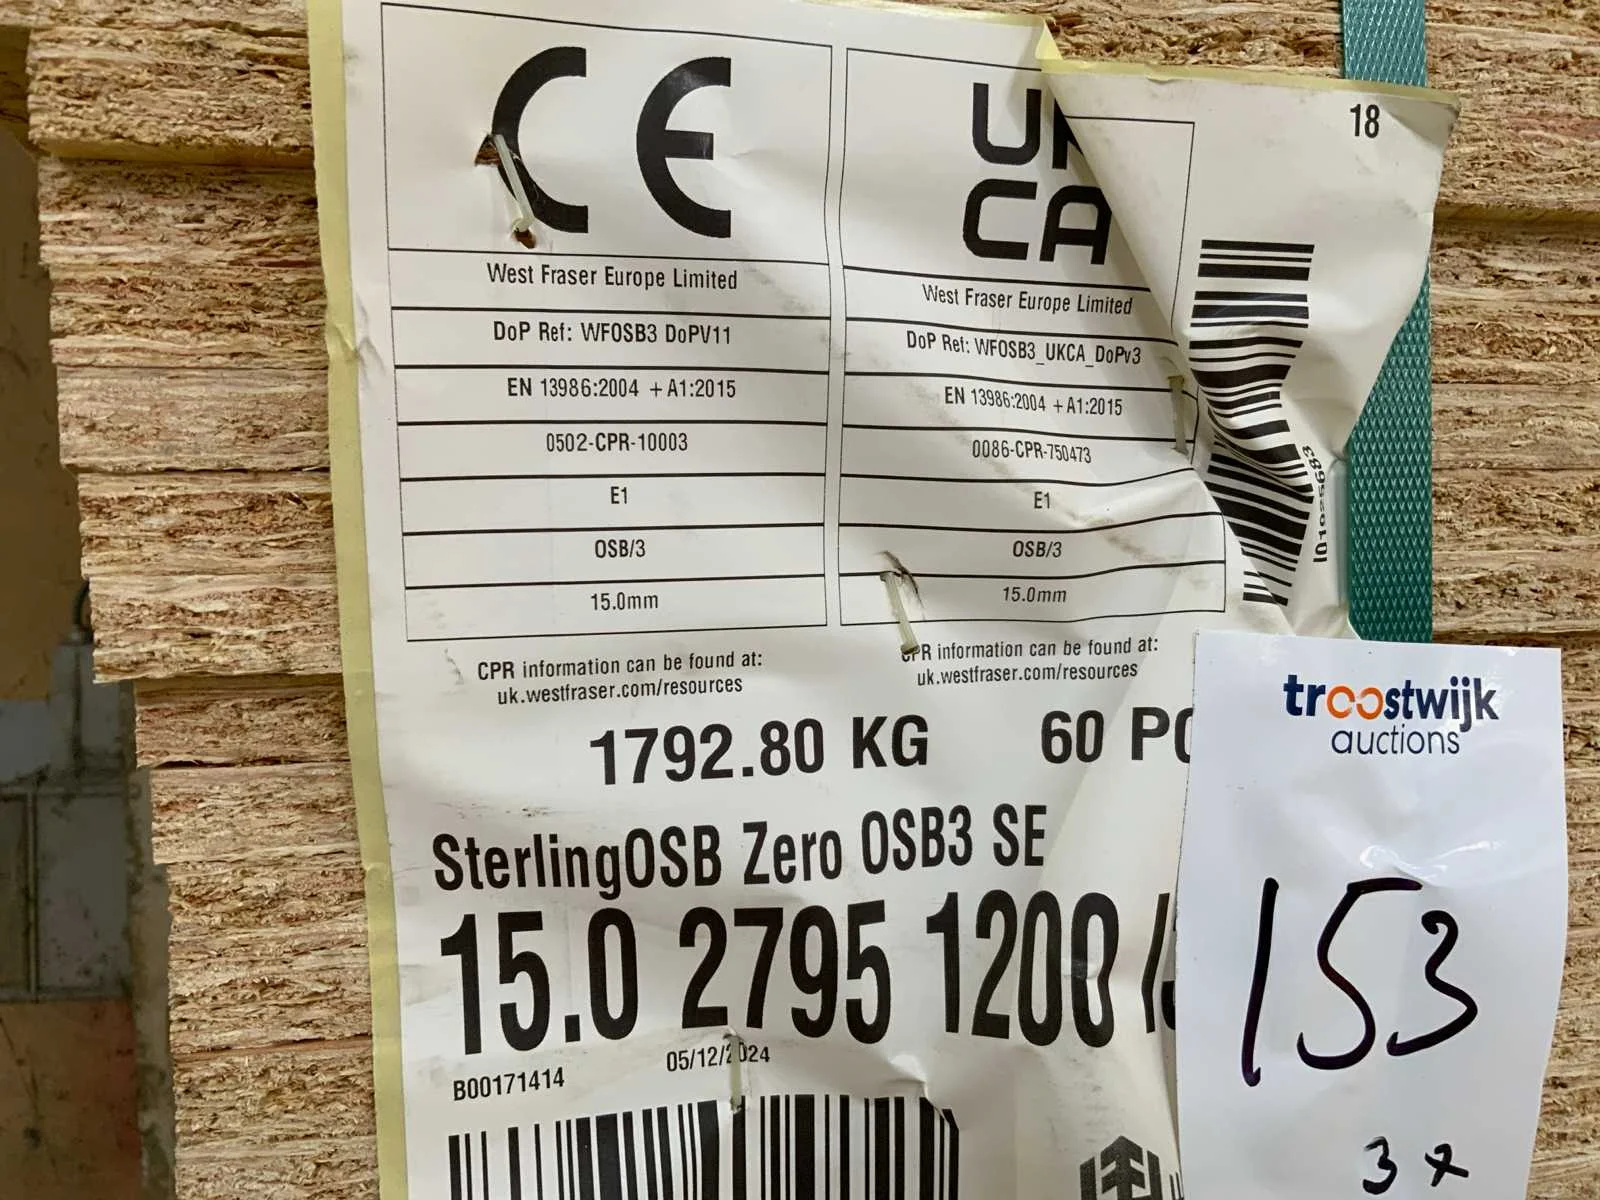 CE
UK
CA
18
West Fraser Europe Limited
DoP Ref: WFOSB3 DoPV11
EN 13986:2004 +A1:2015
0502-CPR-10003
E1
OSB/3
15.0mm
CPR information can be found at:
uk.westfraser.com/resources
West Fraser Europe Limited
DoP Ref: WFOSB3_UKCA_DoPv3
EN 13986:2004 +A1:2015
0086-CPR-750473
E1
OSB/3
15.0mm
CPR information can be found at:
uk.westfraser.com/resources
1792.80 KG 60
SterlingOSB Zero OSB3 SE
15.0 2795 1200
B00171414 05/12/2024
troostwijk
auctions
153
3x